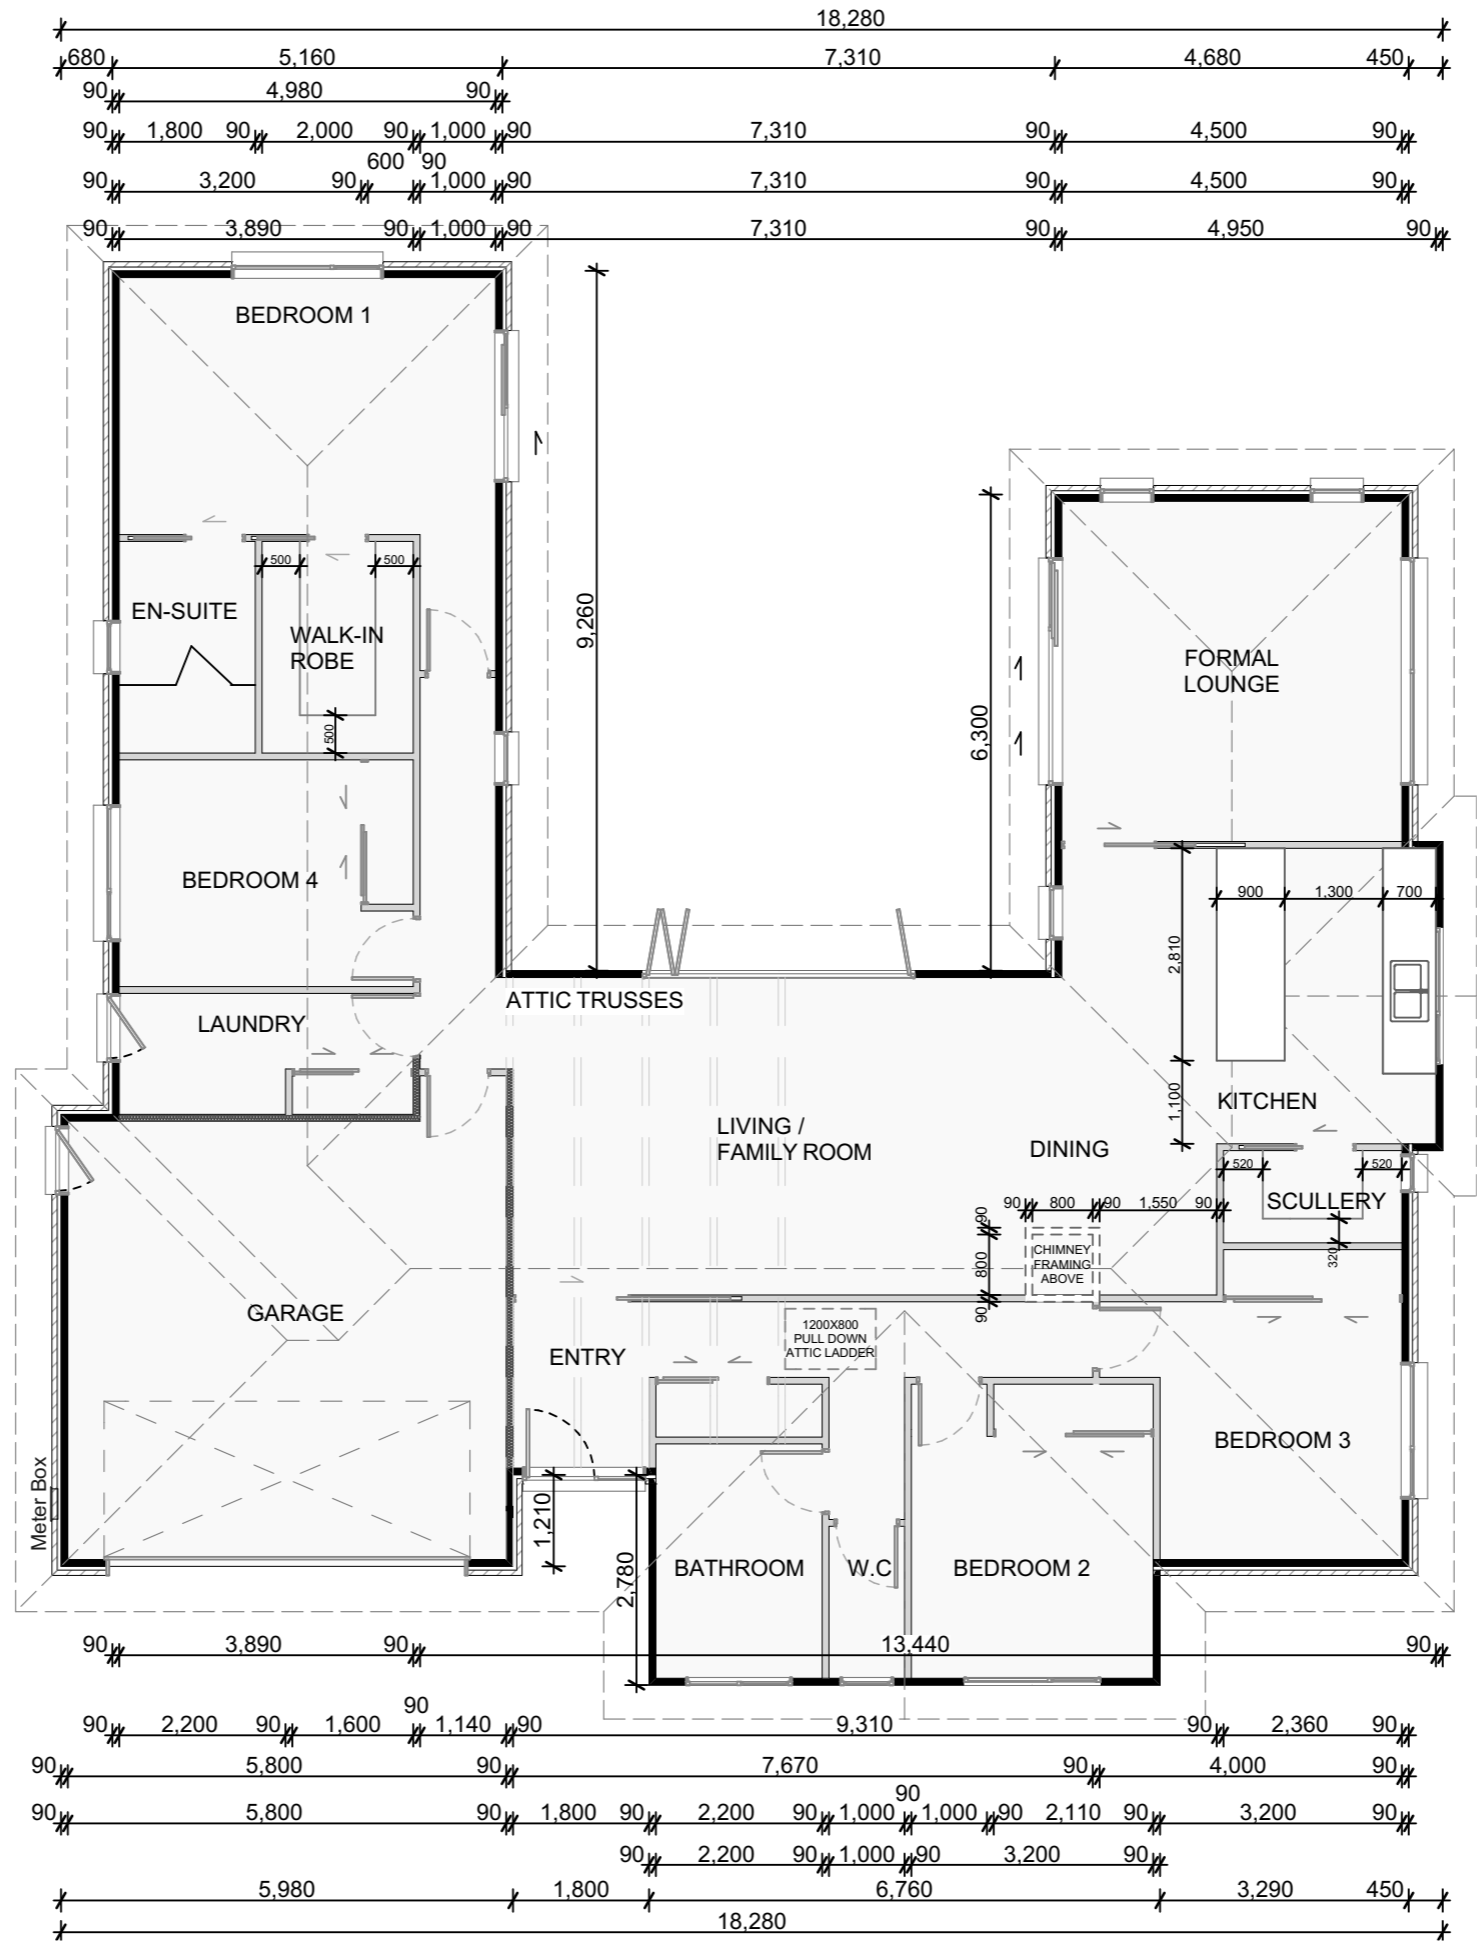 18,280
680 5,160 7,310 4,680 450
90 4,980 90
90 1,800 90 2,000 90 1,000 90 7,310 90 4,500 90
600 90
90 3,200 90 1,000 90 7,310 90 4,500 90
90 3,890 90 1,000 90 7,310 90 4,950 90
BEDROOM 1
500 500
EN-SUITE
WALK-IN
ROBE
500
9,260
6,300
FORMAL
LOUNGE
BEDROOM 4
900 1,300 700
2,810
ATTIC TRUSSES
LAUNDRY
1,100
KITCHEN
LIVING /
FAMILY ROOM
DINING
520 520
SCULLERY
320
90 800 90 1,550 90
90
800
90
CHIMNEY
FRAMING
ABOVE
GARAGE
1200X800
PULL DOWN
ATTIC LADDER
ENTRY
BEDROOM 3
Meter Box
1,210
2,780
BATHROOM
W.C
BEDROOM 2
90 3,890 90 13,440 90
90
90 2,200 90 1,600 1,140 90 9,310 90 2,360 90
90 5,800 90 7,670 90 4,000 90
90
90 5,800 90 1,800 90 2,200 90 1,000 1,000 90 2,110 90 3,200 90
90 2,200 90 1,000 90 3,200 90
5,980 1,800 6,760 3,290 450
18,280